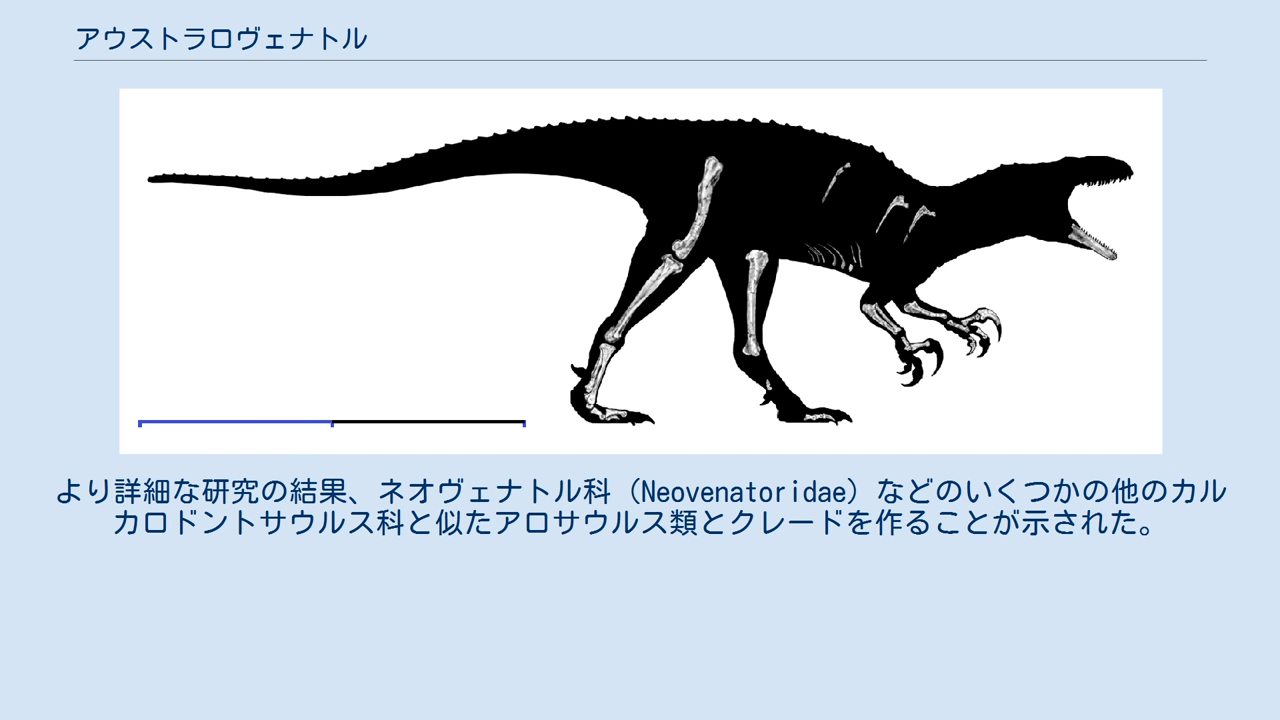 アウストラロヴェナトル
より詳細な研究の結果、ネオヴェナトル科（Neovenatoridae）などのいくつかの他のカル
カロドントサウルス科と似たアロサウルス類とクレードを作ることが示された。